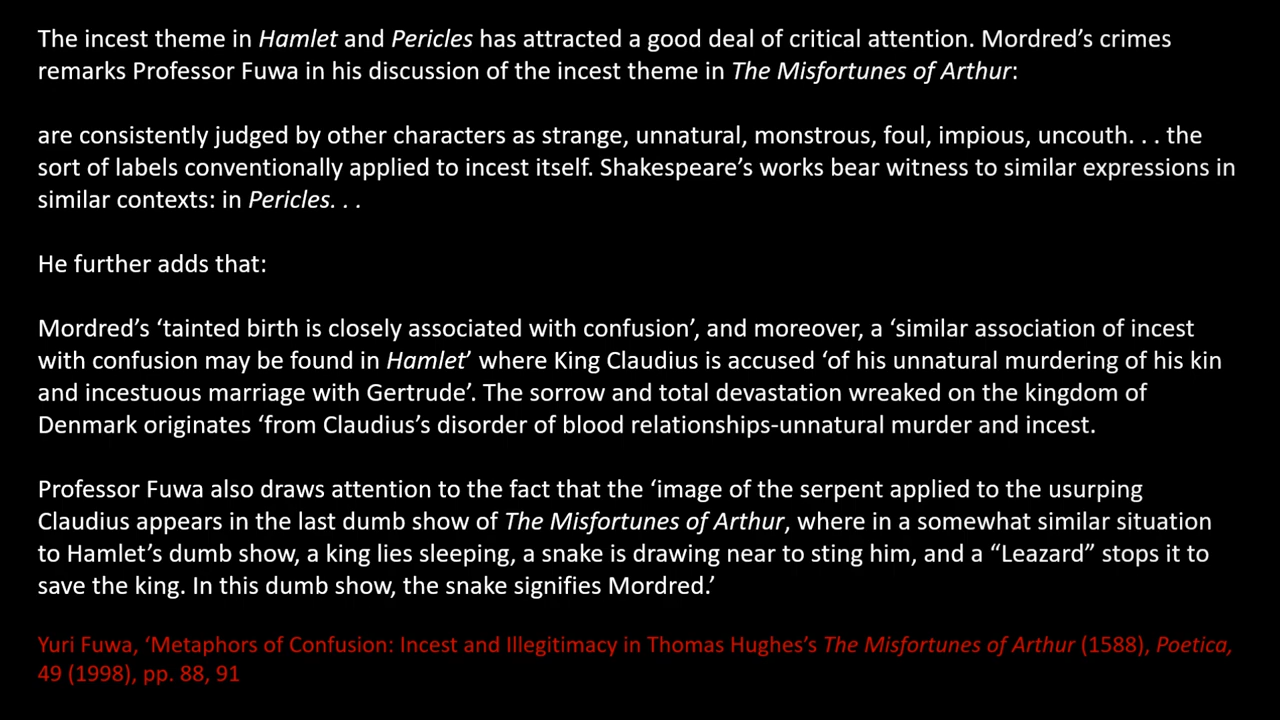 The incest theme in Hamlet and Pericles has attracted a good deal of critical attention. Mordred’s crimes
remarks Professor Fuwa in his discussion of the incest theme in The Misfortunes of Arthur:
are consistently judged by other characters as strange, unnatural, monstrous, foul, impious, uncouth. . . the
sort of labels conventionally applied to incest itself. Shakespeare’s works bear witness to similar expressions in
similar contexts: in Pericles. . .
He further adds that:
Mordred’s ‘tainted birth is closely associated with confusion’, and moreover, a ‘similar association of incest
with confusion may be found in Hamlet’ where King Claudius is accused ‘of his unnatural murdering of his kin
and incestuous marriage with Gertrude’. The sorrow and total devastation wreaked on the kingdom of
Denmark originates ‘from Claudius’s disorder of blood relationships-unnatural murder and incest.
Professor Fuwa also draws attention to the fact that the ‘image of the serpent applied to the usurping
Claudius appears in the last dumb show of The Misfortunes of Arthur, where in a somewhat similar situation
to Hamlet’s dumb show, a king lies sleeping, a snake is drawing near to sting him, and a “Leazard” stops it to
save the king. In this dumb show, the snake signifies Mordred.’
Yuri Fuwa, ‘Metaphors of Confusion: Incest and Illegitimacy in Thomas Hughes’s The Misfortunes of Arthur (1588), Poetica,
49 (1998), pp. 88, 91